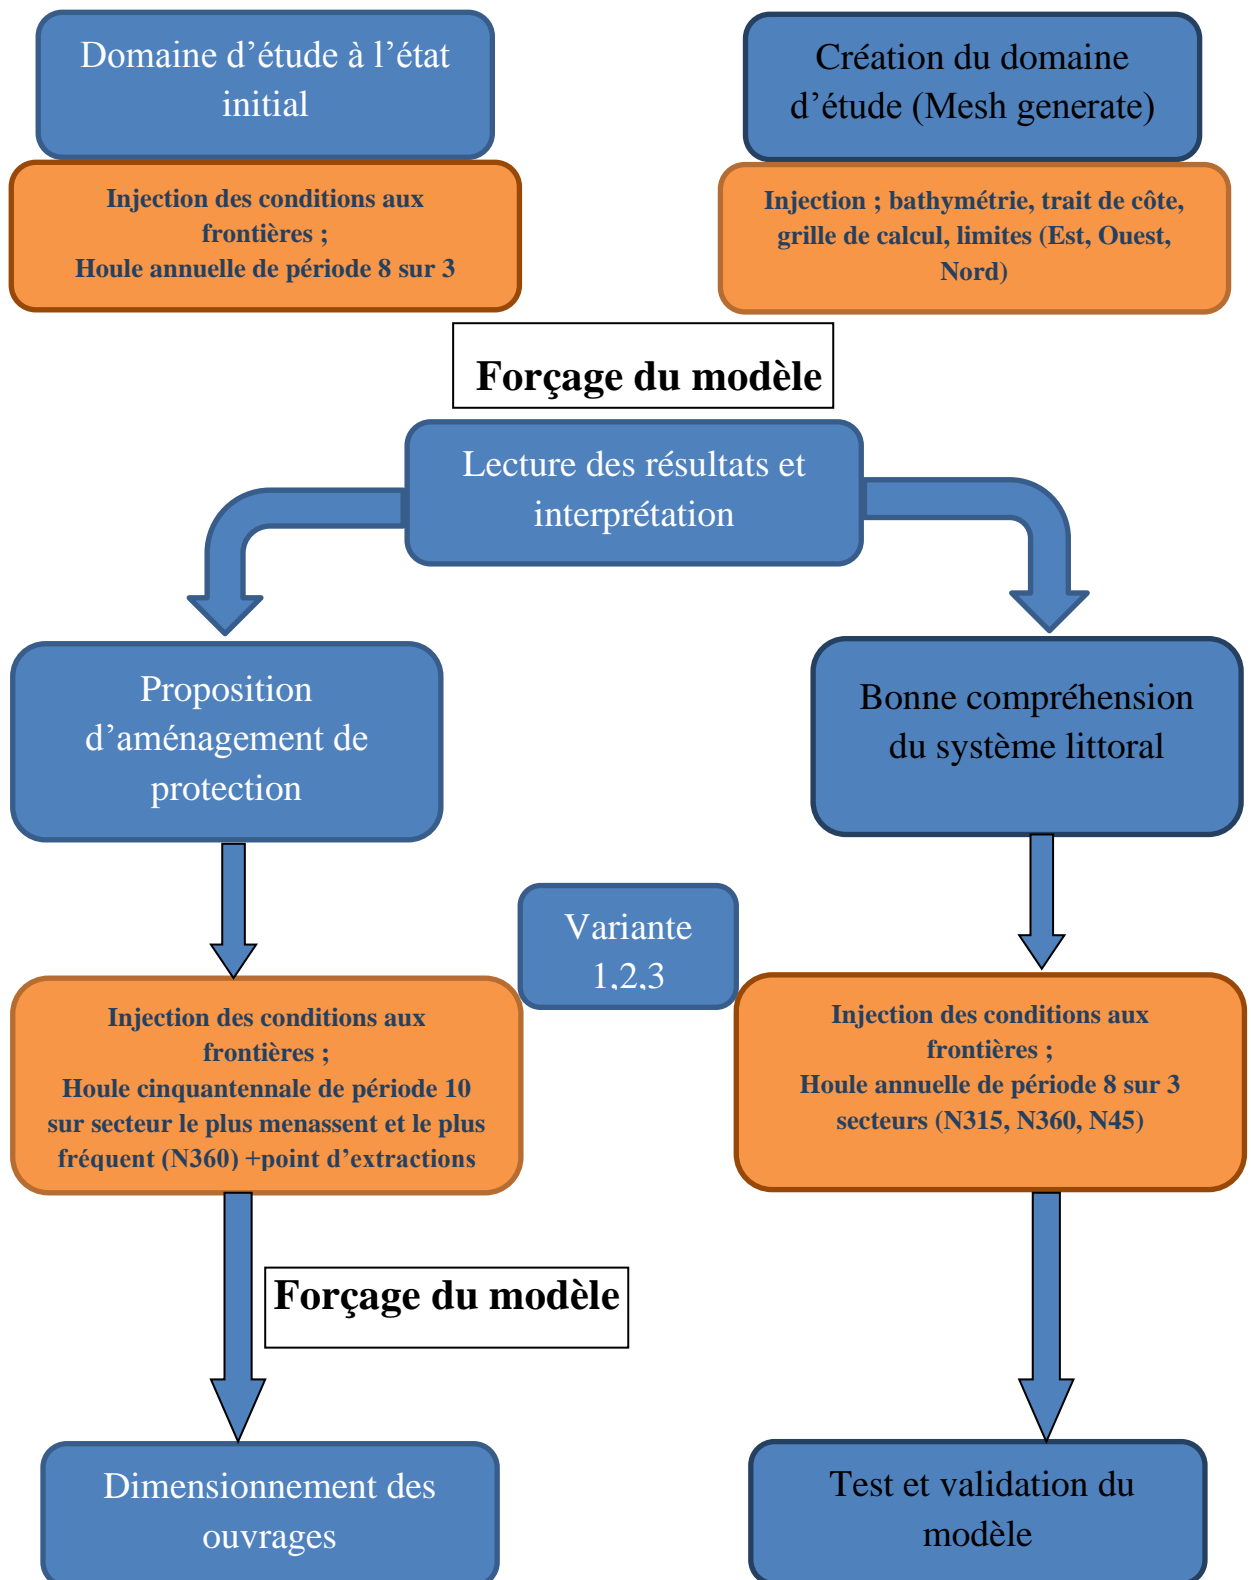 Domaine d’étude à l’état
initial
Création du domaine
d’étude (Mesh generate)
Injection des conditions aux
frontières ;
Houle annuelle de période 8 sur 3
Injection ; bathymétrie, trait de côte,
grille de calcul, limites (Est, Ouest,
Nord)
Forçage du modèle
Lecture des résultats et
interprétation
Proposition
d’aménagement de
protection
Bonne compréhension
du système littoral
Variante
1,2,3
Injection des conditions aux
frontières ;
Houle cinquantennale de période 10
sur secteur le plus menassent et le plus
fréquent (N360) +point d’extractions
Injection des conditions aux
frontières ;
Houle annuelle de période 8 sur 3
secteurs (N315, N360, N45)
Forçage du modèle
Dimensionnement des
ouvrages
Test et validation du
modèle